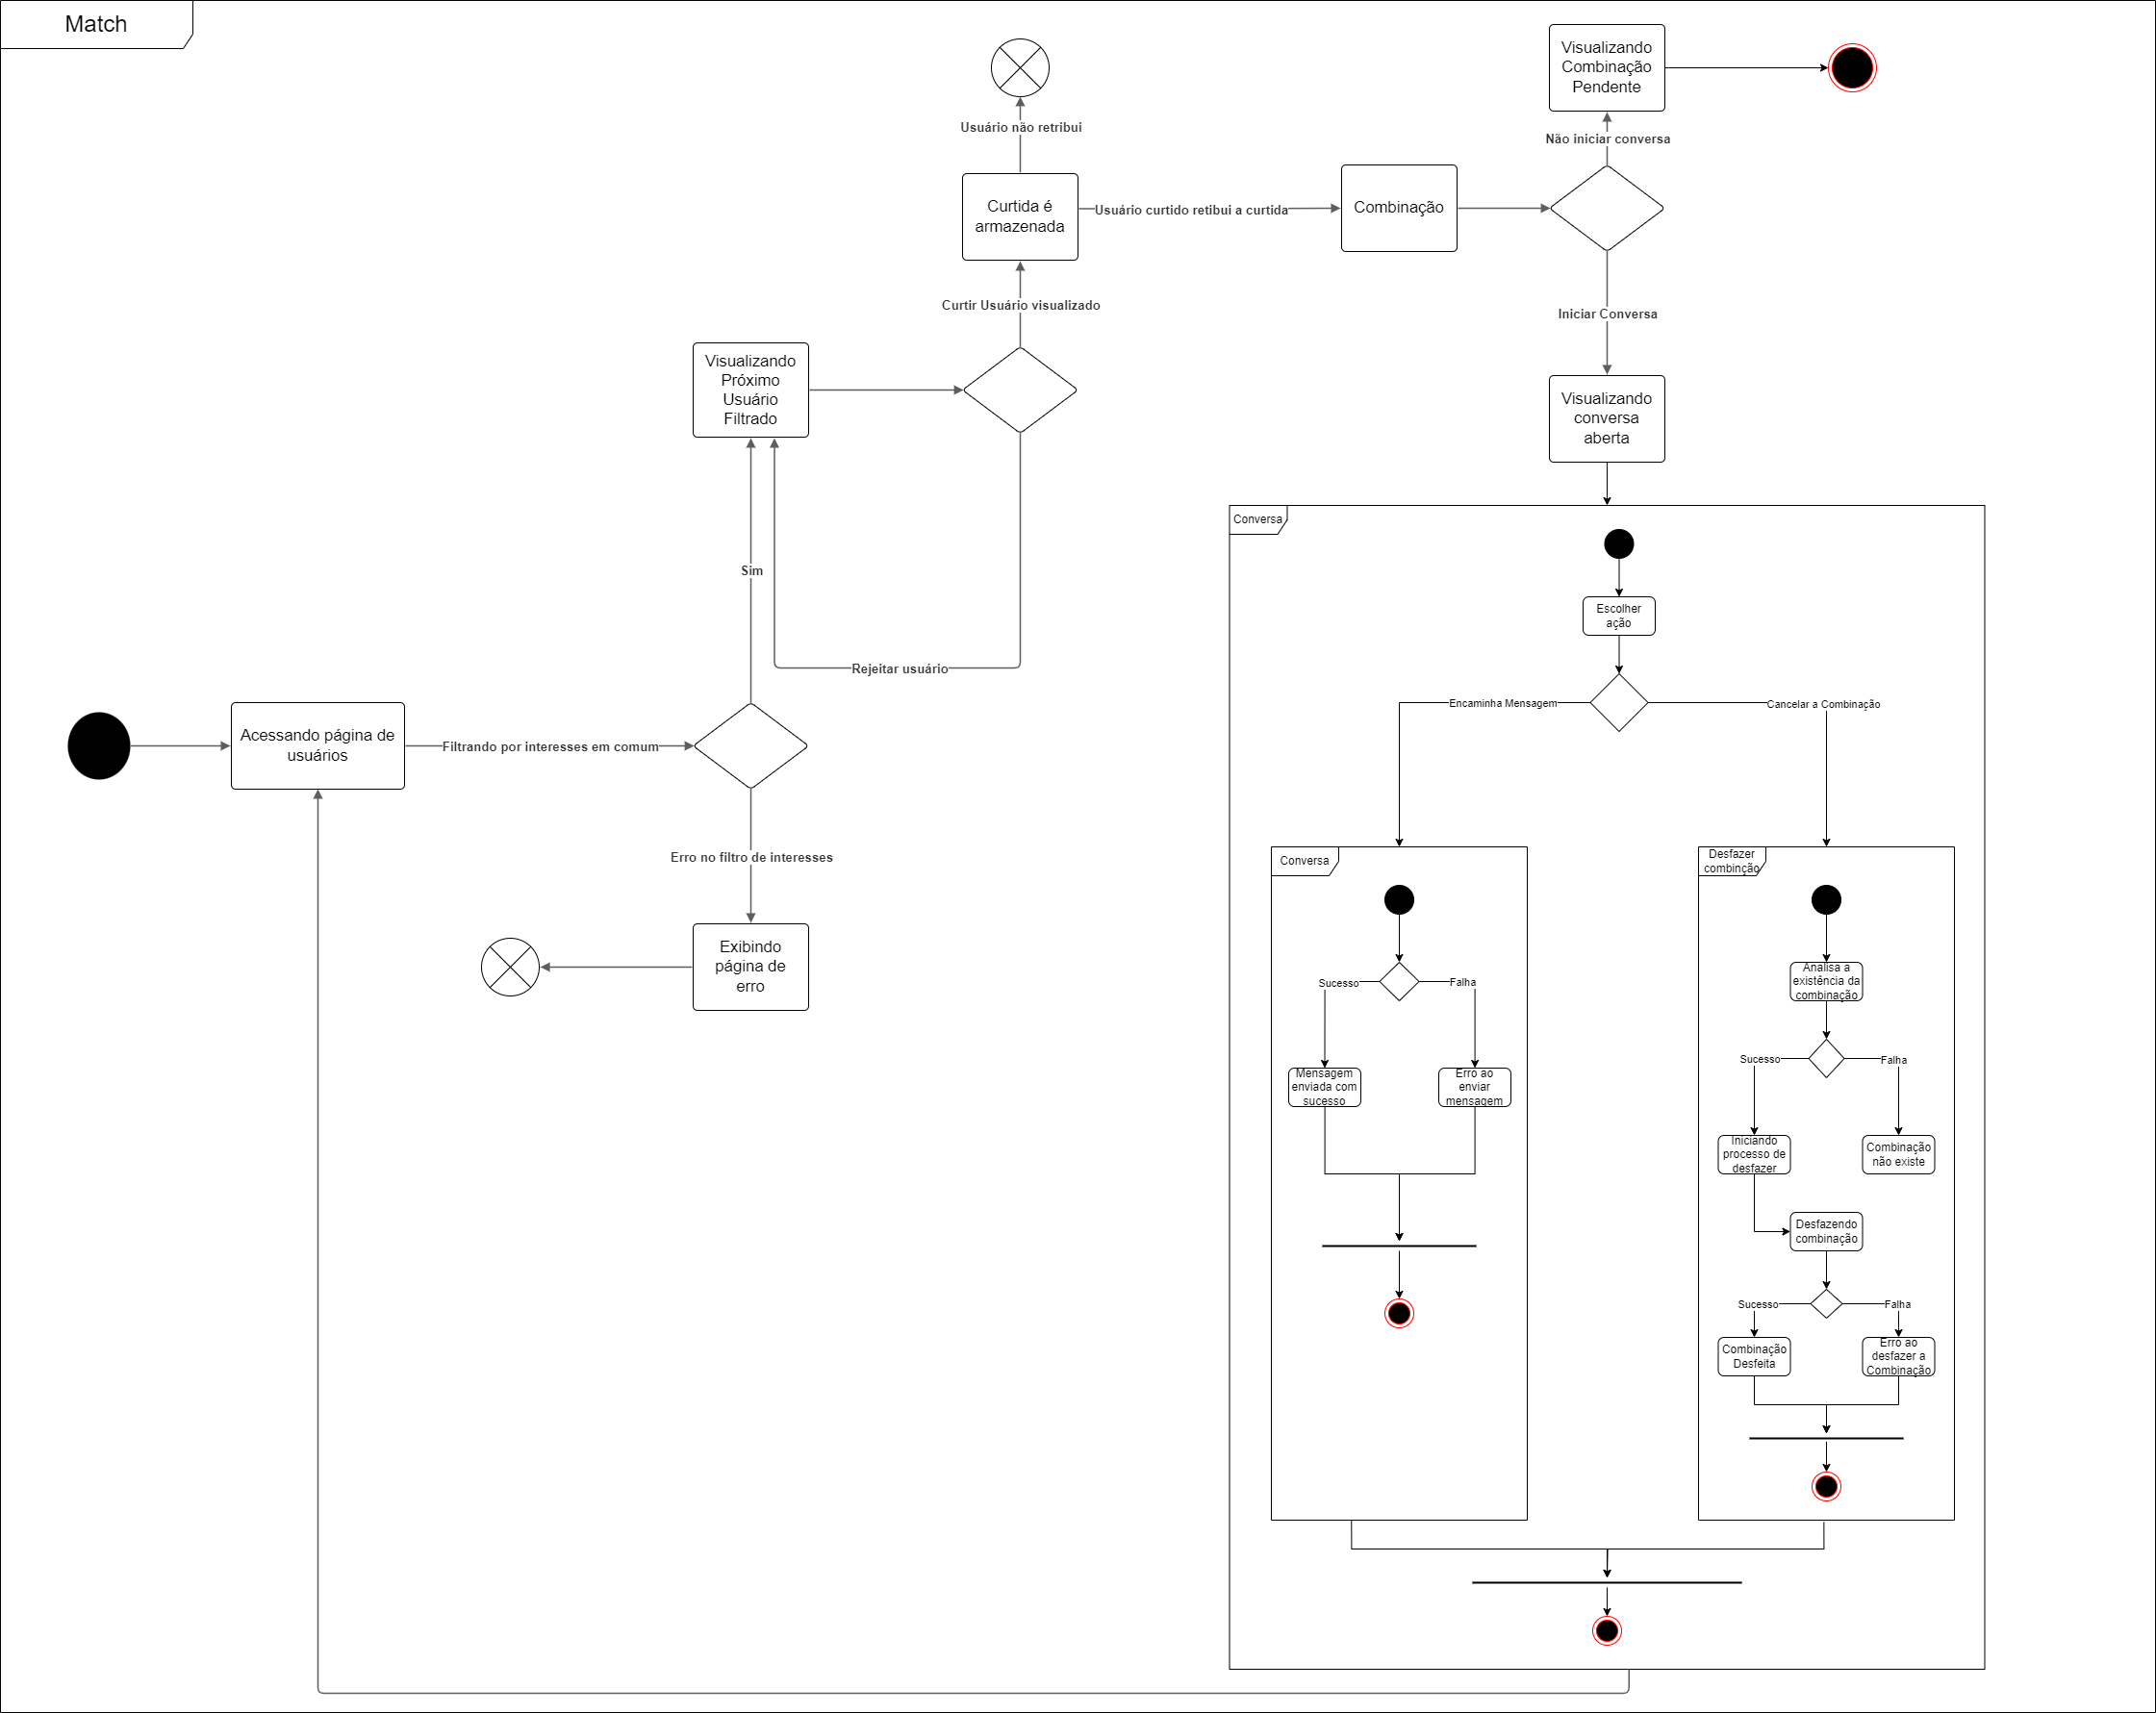 Match
Visualizando
Combinação
Pendente
Usuário não retribui
Não iniciar conversa
Curtida é
armazenada
Usuário curtido retibui a curtida
Combinação
Curtir Usuário visualizado
Iniciar Conversa
Visualizando
Próximo
Usuário
Filtrado
Visualizando
conversa
aberta
Conversa
Sim
Escolher
ação
Rejeitar usuário
Encaminha Mensagem
Cancelar a Combinação
Acessando página de
usuários
Filtrando por interesses em comum
Erro no filtro de interesses
Conversa
Desfazer
combinção
Exibindo
página de
erro
Sucesso
Falha
Analisa a
existência da
combinação
Mensagem
enviada com
sucesso
Erro ao
enviar
mensagem
Sucesso
Falha
Iniciando
processo de
desfazer
Combinação
não existe
Desfazendo
combinação
Sucesso
Falha
Combinação
Desfeita
Erro ao
desfazer a
Combinação